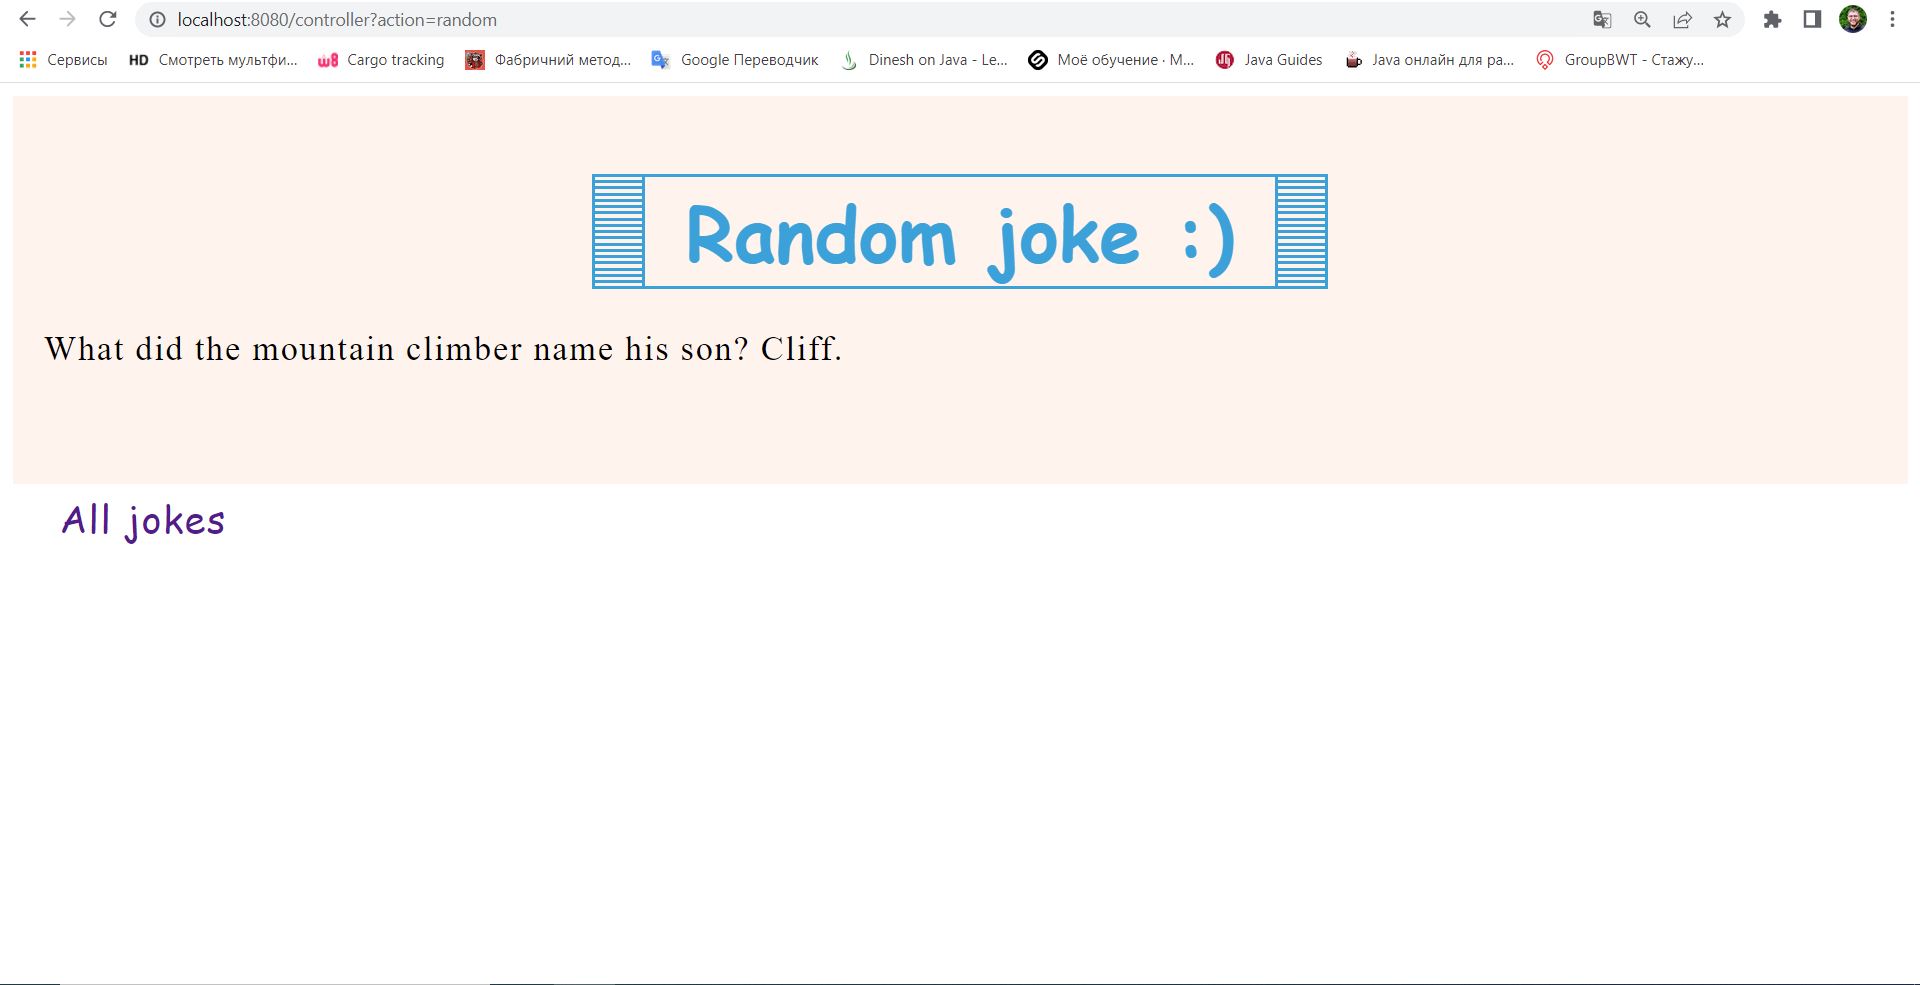 localhost:8080/controller?action=random
Сервисы HD Смотреть мультфи... Cargo tracking Фабричний метод... Google Переводчик Dinesh on Java - Le... Моё обучение · М... Java Guides Java онлайн для ра... GroupBWT - Стажу...
Random joke :)
What did the mountain climber name his son? Cliff.
All jokes